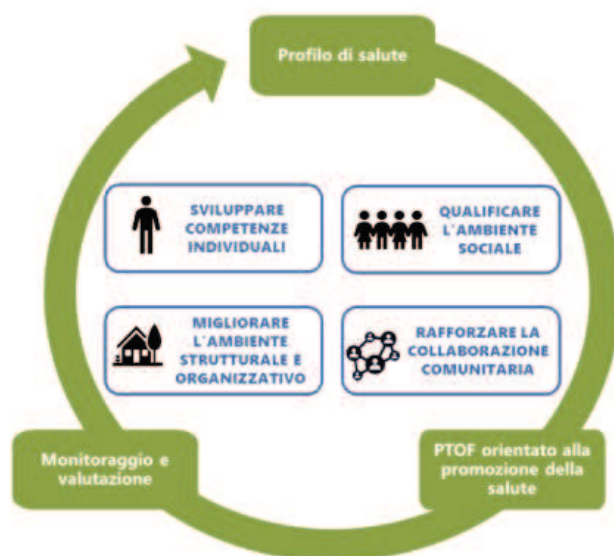 Profilo di salute
SVILUPPARE
COMPETENZE
INDIVIDUALI
QUALIFICARE
L'AMBIENTE
SOCIALE
MIGLIORARE
L'AMBIENTE
STRUTTURALE E
ORGANIZZATIVO
RAFFORZARE LA
COLLABORAZIONE
COMUNITARIA
Monitoraggio e
valutazione
PTOF orientato alla
promozione della
salute